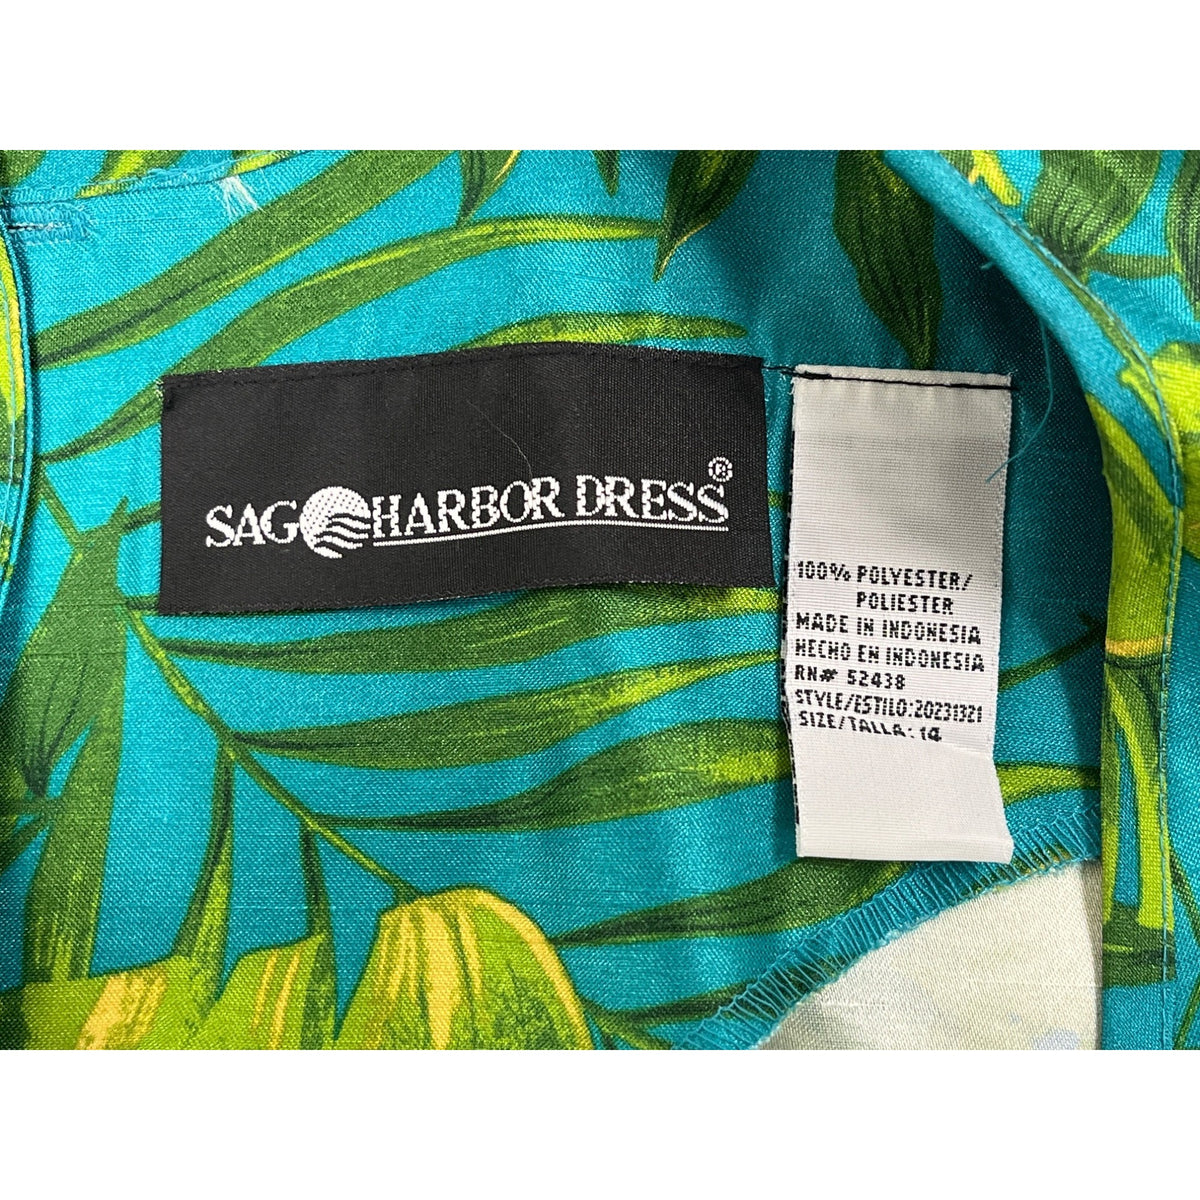 SAG HARBOR DRESS®
100% POLYESTER/
POLIESTER
MADE IN INDONESIA
HECHO EN INDONESIA
RN# 52438
STYLE/ESTILO:20231321
SIZE/TALLA: 14